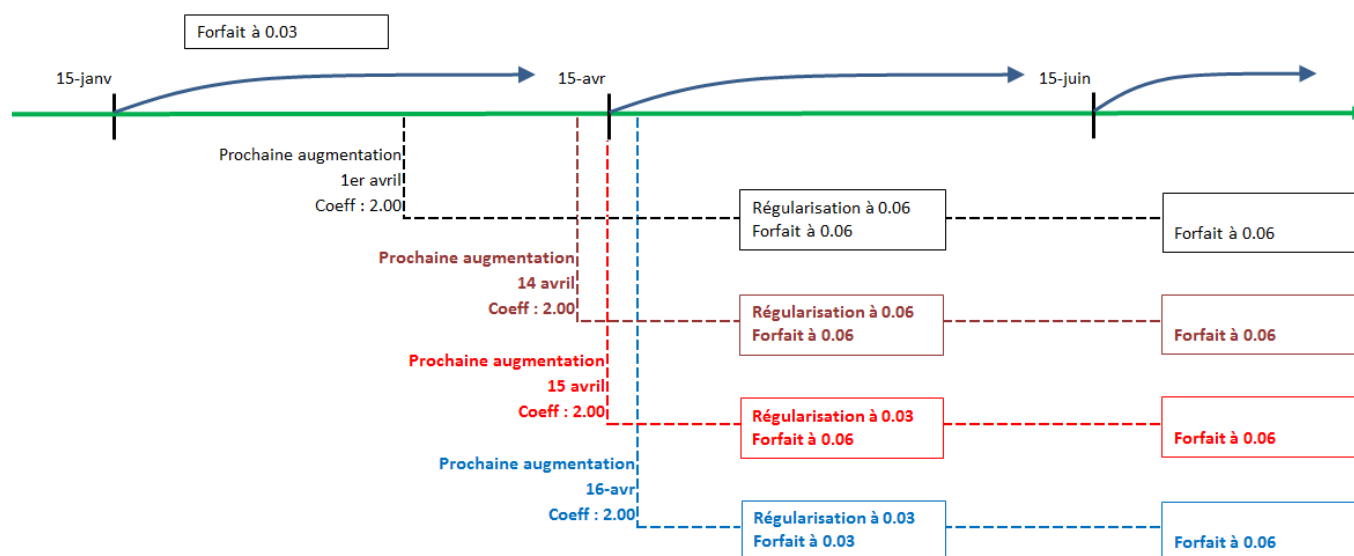 Forfait à 0.03
15-janv
15-avr
15-juin
Prochaine augmentation
1er avril
Coeff : 2.00
Régularisation à 0.06
Forfait à 0.06
Forfait à 0.06
Prochaine augmentation
14 avril
Coeff : 2.00
Régularisation à 0.06
Forfait à 0.06
Forfait à 0.06
Prochaine augmentation
15 avril
Coeff : 2.00
Régularisation à 0.03
Forfait à 0.06
Forfait à 0.06
Prochaine augmentation
16-avr
Coeff : 2.00
Régularisation à 0.03
Forfait à 0.03
Forfait à 0.06